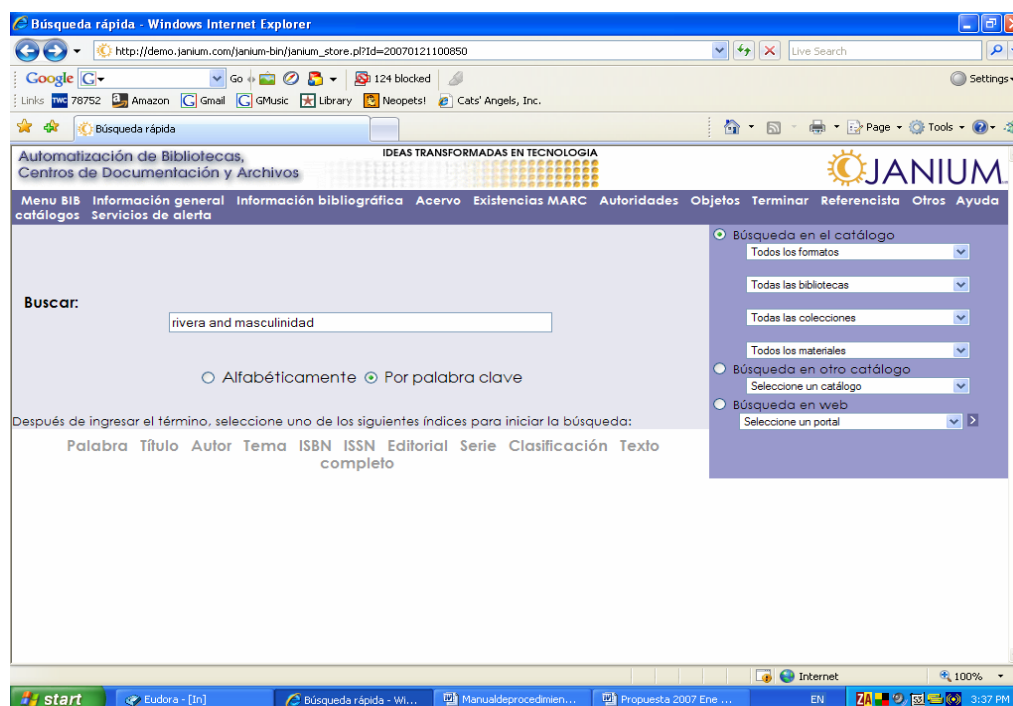 Búsqueda rápida - Windows Internet Explorer
http://demo.janium.com/janium-bin/janium_store.pl?Id=20070121100850
Live Search
Google
Go
124 blocked
Settings
Links 78752 Amazon Gmail GMusic Library Neopets! Cats' Angels, Inc.
Búsqueda rápida
Page Tools
Automatización de Bibliotecas,
Centros de Documentación y Archivos
IDEAS TRANSFORMADAS EN TECNOLOGIA
JANIUM
Menu BIB Información general Información bibliográfica Acervo Existencias MARC Autoridades Objetos Terminar Referencista Otros Ayuda
catálogos Servicios de alerta
Búsqueda en el catálogo
Todos los formatos
Todas las bibliotecas
Buscar:
rivera and masculinidad
Todas las colecciones
Todos los materiales
Alfabéticamente Por palabra clave
Búsqueda en otro catálogo
Seleccione un catálogo
Búsqueda en web
Seleccione un portal
Después de ingresar el término, seleccione uno de los siguientes índices para iniciar la búsqueda:
Palabra Título Autor Tema ISBN ISSN Editorial Serie Clasificación Texto
completo
Internet
100%
start
Eudora - [In]
Búsqueda rápida - Wi...
Manualdeprocedimien...
Propuesta 2007 Ene ...
EN
3:37 PM